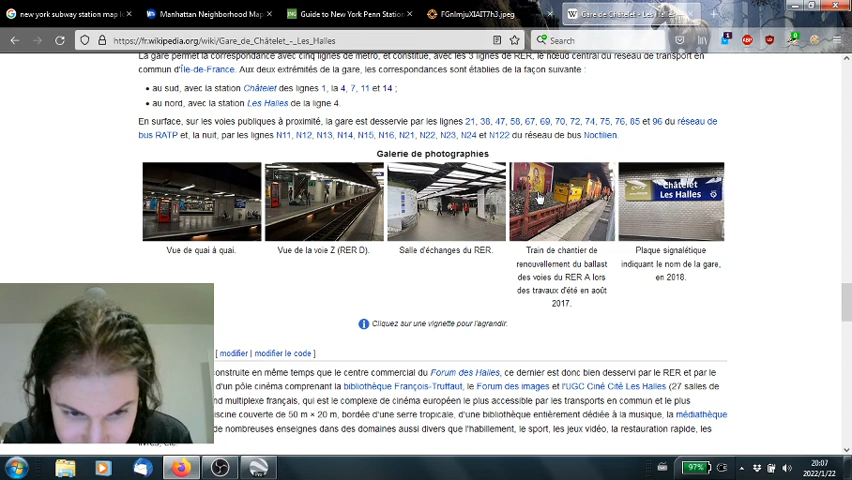 new york subway station map l
Manhattan Neighborhood Map
Guide to New York Penn Station
FGnImjuXIAIT7h3.jpeg
Gare de Châtelet - Les Halles
https://fr.wikipedia.org/wiki/Gare_de_Châtelet_-_Les_Halles
Search
La gare permet la correspondance avec cinq lignes de métro, et constitue, avec les 3 lignes de RER, le nœud central du réseau de transport en
commun d'Île-de-France. Aux deux extrémités de la gare, les correspondances sont établies de la façon suivante :
• au sud, avec la station Châtelet des lignes 1, la 4, 7, 11 et 14 ;
• au nord, avec la station Les Halles de la ligne 4.
En surface, sur les voies publiques à proximité, la gare est desservie par les lignes 21, 38, 47, 58, 67, 69, 70, 72, 74, 75, 76, 85 et 96 du réseau de
bus RATP et, la nuit, par les lignes N11, N12, N13, N14, N15, N16, N21, N22, N23, N24 et N122 du réseau de bus Noctilien.
Galerie de photographies
Châtelet
Les Halles
Vue de quai à quai.
Vue de la voie Z (RER D).
Salle d'échanges du RER.
Train de chantier de
renouvellement du ballast
des voies du RER A lors
des travaux d'été en août
2017.
Plaque signalétique
indiquant le nom de la gare,
en 2018.
Cliquez sur une vignette pour l'agrandir.
[ modifier | modifier le code ]
construite en même temps que le centre commercial du Forum des Halles, ce dernier est donc bien desservi par le RER et par le
d'un pôle cinéma comprenant la bibliothèque François-Truffaut, le Forum des images et l'UGC Ciné Cité Les Halles (27 salles de
nd multiplexe français, qui est le complexe de cinéma européen le plus accessible par les transports en commun et le plus
iscine couverte de 50 m × 20 m, bordée d'une serre tropicale, d'une bibliothèque entièrement dédiée à la musique, la médiathèque
de nombreuses enseignes dans des domaines aussi divers que l'habillement, le sport, les jeux vidéo, la restauration rapide, les
livres, etc.
97%
20:07
2022/1/22